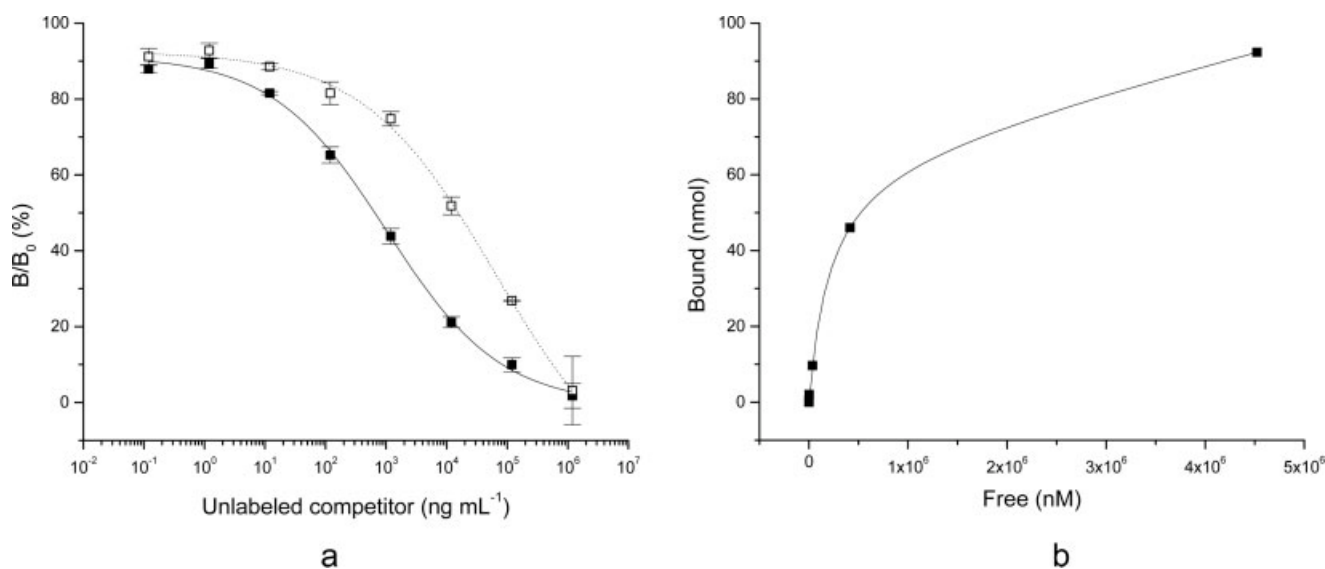 100
80
60
40
20
0
B/B₀ (%)
10⁻² 10⁻¹ 10⁰ 10¹ 10² 10³ 10⁴ 10⁵ 10⁶ 10⁷
Unlabeled competitor (ng mL⁻¹)
a
100
80
60
40
20
0
Bound (nmol)
0 1x10⁶ 2x10⁶ 3x10⁶ 4x10⁶ 5x10⁶
Free (nM)
b